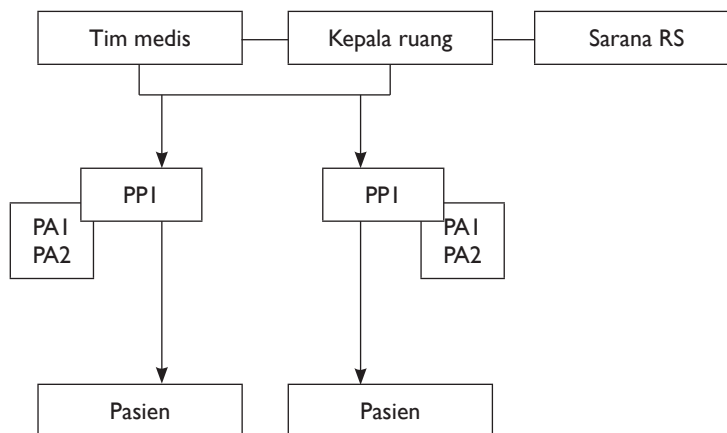 Tim medis
Kepala ruang
Sarana RS
PP1
PP1
PA1
PA2
PA1
PA2
Pasien
Pasien